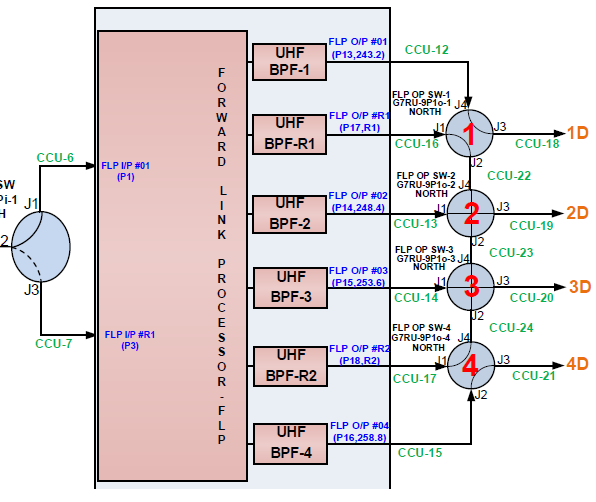 SW
Pi-1
H
J1
2
J3
CCU-6
CCU-7
FLP I/P #01
(P1)
FLP I/P #R1
(P3)
FORWARD LINK PROCESSOR-FLP
UHF
BPF-1
FLP O/P #01
(P13,243.2)
CCU-12
UHF
BPF-R1
FLP O/P #R1
(P17,R1)
CCU-16
FLP OP SW-1
G7RU-9P1o-1
NORTH
J4
J1
1
J3
J2
CCU-18
1D
CCU-22
UHF
BPF-2
FLP O/P #02
(P14,248.4)
CCU-13
FLP OP SW-2
G7RU-9P1o-2
NORTH
J4
J1
2
J3
J2
CCU-19
2D
CCU-23
UHF
BPF-3
FLP O/P #03
(P15,253.6)
CCU-14
FLP OP SW-3
G7RU-9P1o-3
NORTH
J4
J1
3
J3
J2
CCU-20
3D
CCU-24
UHF
BPF-R2
FLP O/P #R2
(P18,R2)
CCU-17
FLP OP SW-4
G7RU-9P1o-4
NORTH
J4
J1
4
J3
J2
CCU-21
4D
UHF
BPF-4
FLP O/P #04
(P16,258.8)
CCU-15